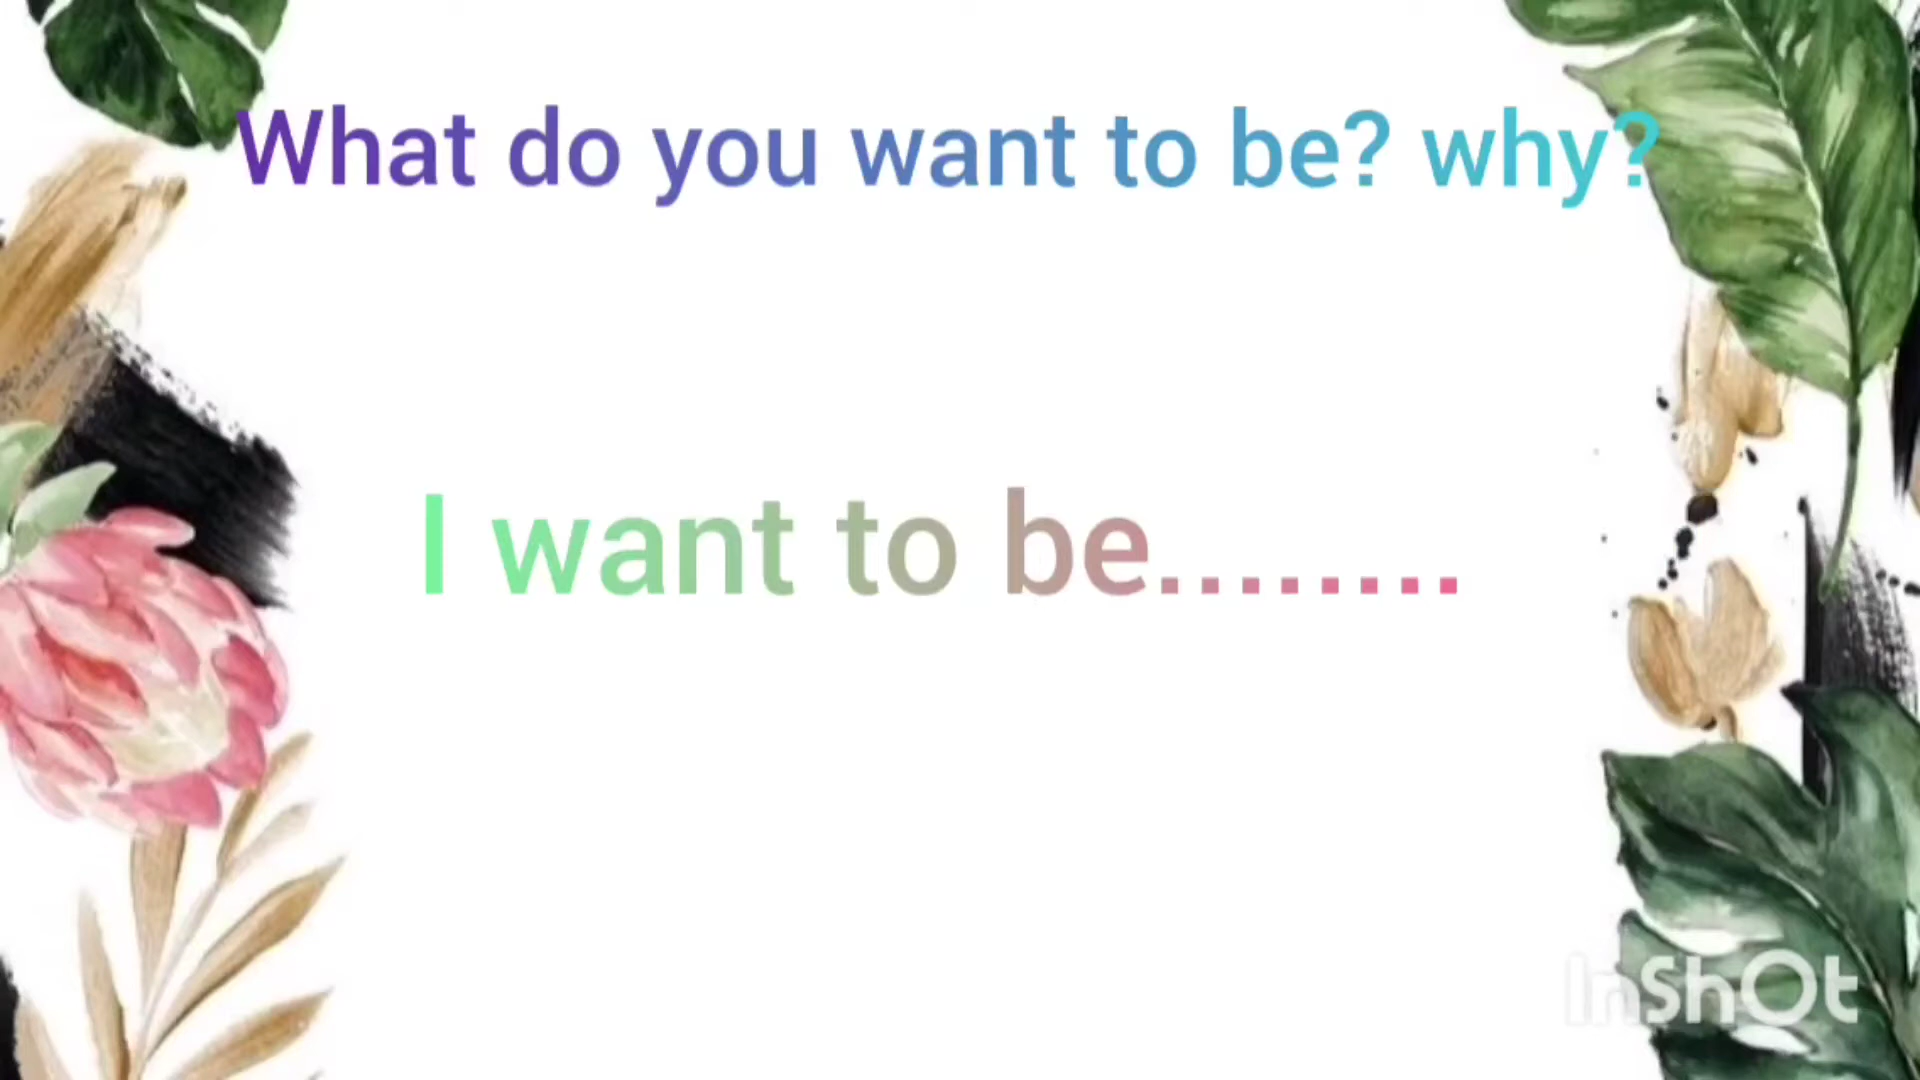 What do you want to be? why?
I want to be........
InShOt